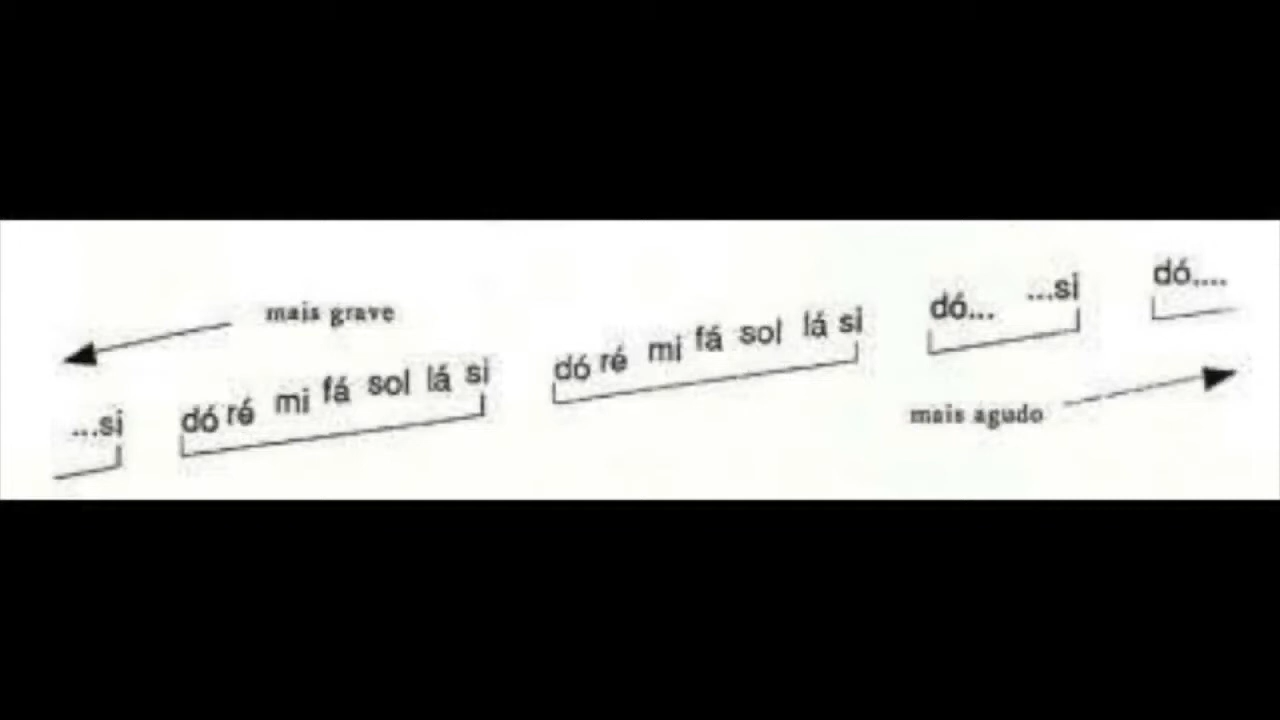 mais grave
...si dó ré mi fá sol lá si dó ré mi fá sol lá si dó... ...si dó....
mais agudo